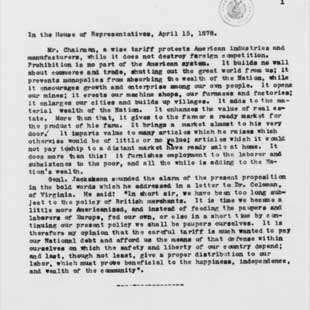 1
In the House of Representatives, April 15, 1878.
Mr. Chairman, a wise tariff protects American industries and
manufacturers, while it does not destroy foreign competition.
Prohibition is no part of the American system. It builds no wall
about commerce and trade, shutting out the great world from us; it
prevents monopolies from absorbing the wealth of the Nation, while
it encourages growth and enterprise among our own people. It opens
our mines; it erects our machine shops, our furnaces and factories;
it enlarges our cities and builds up villages. It adds to the ma-
terial wealth of the Nation. It enhances the value of real es-
tate. More than that, it gives to the farmer a ready market for
the product of his farm. It brings a market almost to his very
door. It imparts value to many articles which he raises which
otherwise would be of little or no value; articles which it would
not pay to ship to a distant market have ready sale at home. It
does more than this: it furnishes employment to the laborer and
subsistence to the poor, and all the while is adding to the Na-
tion's wealth.
Genl. Jackson sounded the alarm of the present proposition
in the bold words which he addressed in a letter to Dr. Coleman,
of Virginia. He said: "In short sir, we have been too long sub-
ject to the policy of British merchants. It is time we become a
little more Americanized, and instead of feeding the paupers and
laborers of Europe, fed our own, or else in a short time by con-
tinuing our present policy we shall be paupers ourselves. It is
therefore my opinion that the careful tariff is much wanted to pay
our National debt and afford us the means of that defense within
ourselves on which the safety and liberty of our country depend;
and last, though not least, give a proper distribution to our
labor, which must prove beneficial to the happiness, independence,
and wealth of the community".